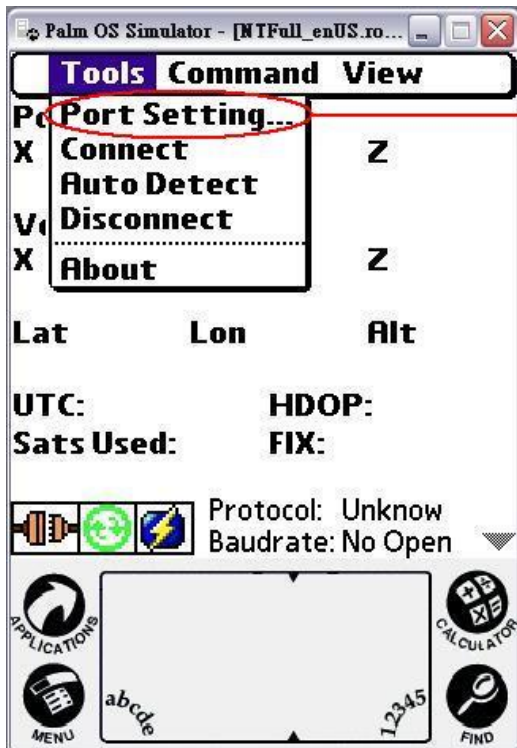 Palm OS Simulator - [NTFull_enUS.ro...
Tools Command View
Port Setting...
Connect
Auto Detect
Disconnect
About
X Z
X Z
Lat Lon Alt
UTC: HDOP:
Sats Used: FIX:
Protocol: Unknow
Baudrate: No Open
APPLICATIONS
CALCULATOR
MENU
abcde
12345
FIND